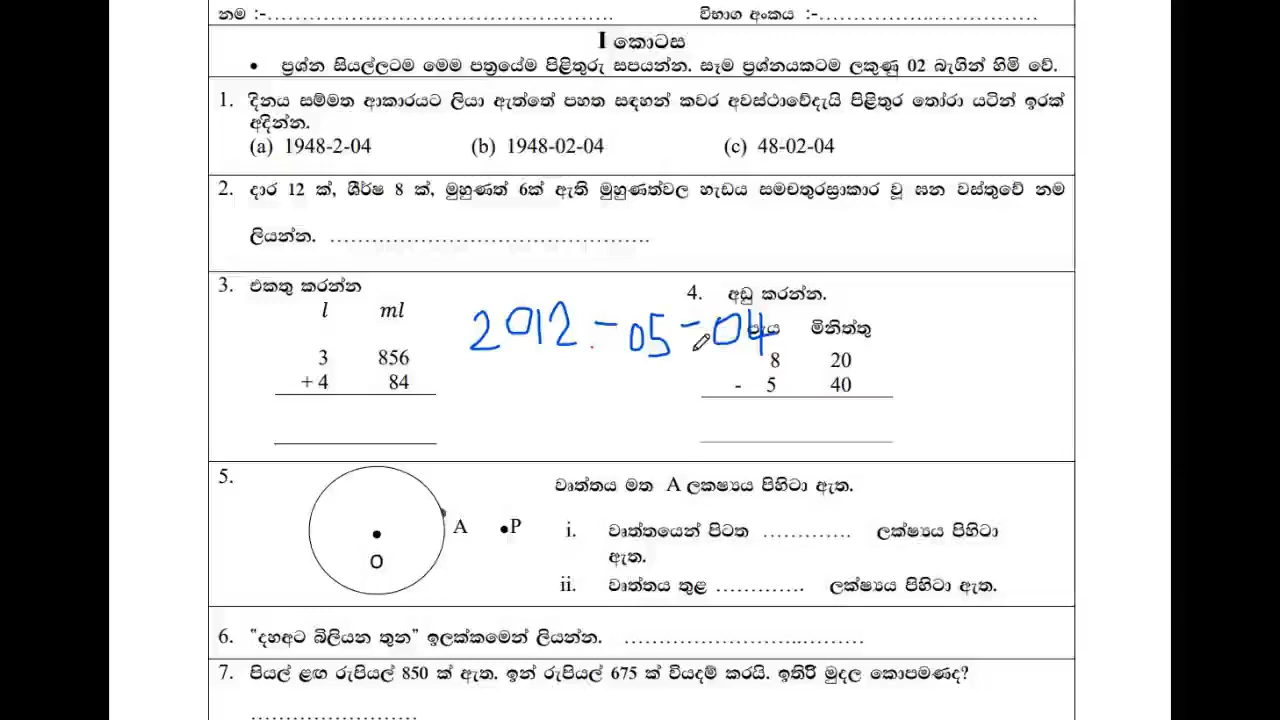 නම :-……………..………………………………… විභාග අංකය :-……………..……………
I කොටස
• ප්‍රශ්න සියල්ලටම මෙම පත්‍රයේම පිළිතුරු සපයන්න. සෑම ප්‍රශ්නයකටම ලකුණු 02 බැගින් හිමි වේ.
1. දිනය සම්මත ආකාරයට ලියා ඇත්තේ පහත සඳහන් කවර අවස්ථාවේදැයි පිළිතුර තෝරා යටින් ඉරක්
අදින්න.
(a) 1948-2-04 (b) 1948-02-04 (c) 48-02-04
2. දාර 12 ක්, ශීර්ෂ 8 ක්, මුහුණත් 6ක් ඇති මුහුණත්වල හැඩය සමචතුරස්‍රාකාර වූ ඝන වස්තුවේ නම
ලියන්න. ……………………………………….
3. එකතු කරන්න
l ml
3 856
+ 4 84
2012 - 05 - 04
4. අඩු කරන්න.
පැය මිනිත්තු
8 20
- 5 40
5.
O
A •P
වෘත්තය මත A ලක්‍ෂ්‍යය පිහිටා ඇත.
i. වෘත්තයෙන් පිටත …………. ලක්ෂ්‍යය පිහිටා
ඇත.
ii. වෘත්තය තුළ …………. ලක්ෂ්‍යය පිහිටා ඇත.
6. "දහඅට බිලියන තුන" ඉලක්කමෙන් ලියන්න. ……………………..………
7. පියල් ළඟ රුපියල් 850 ක් ඇත. ඉන් රුපියල් 675 ක් වියදම් කරයි. ඉතිරි මුදල කොපමණද?
……………………